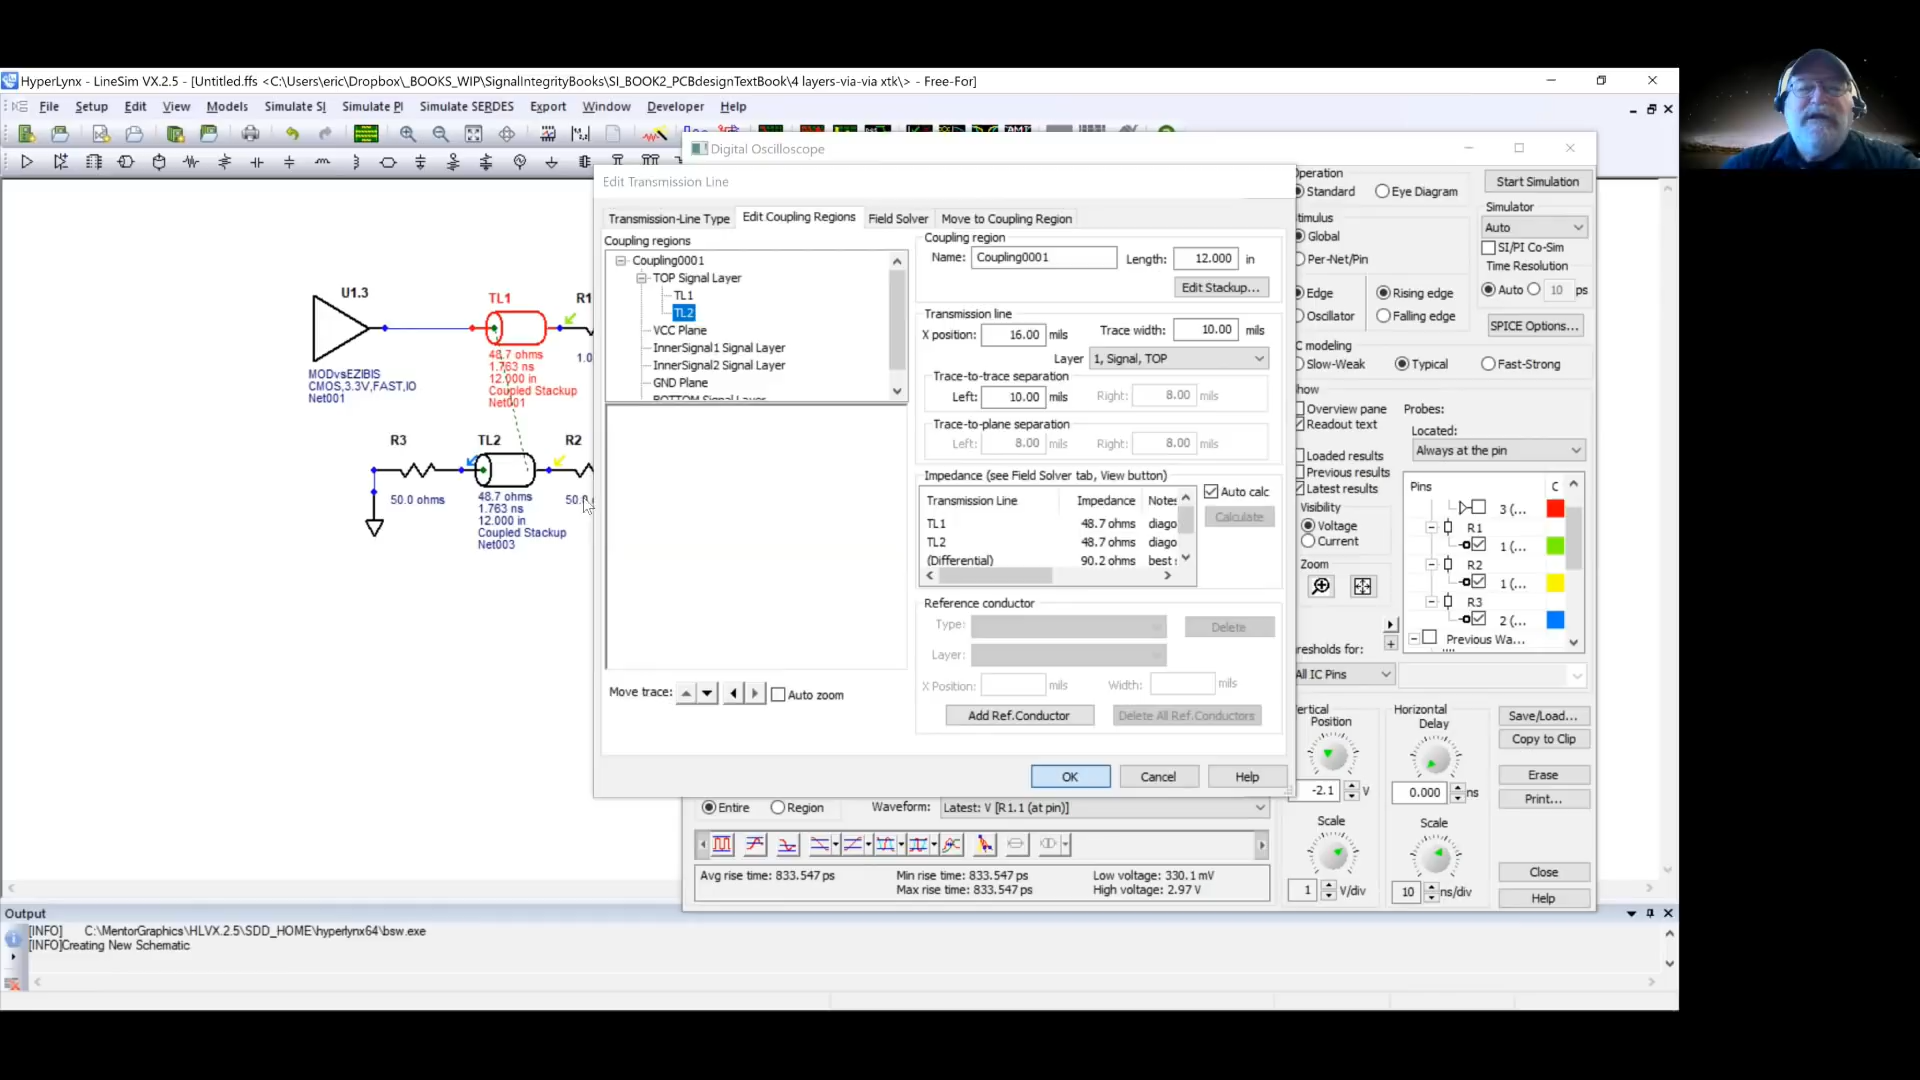 HyperLynx - LineSim VX.2.5 - [Untitled.ffs <C:\Users\eric\Dropbox\_BOOKS_WIP\SignalIntegrityBooks\SI_BOOK2_PCBdesignTextBook\4 layers-via-via xtk\> - Free-For]
File Setup Edit View Models Simulate SI Simulate PI Simulate SERDES Export Window Developer Help
Digital Oscilloscope
Edit Transmission Line
Transmission-Line Type Edit Coupling Regions Field Solver Move to Coupling Region
Coupling regions
Coupling0001
TOP Signal Layer
TL1
TL2
VCC Plane
InnerSignal1 Signal Layer
InnerSignal2 Signal Layer
GND Plane
BOTTOM Signal Layer
Move trace: Auto zoom
Coupling region
Name: Coupling0001 Length: 12.000 in
Edit Stackup...
Transmission line
X position: 16.00 mils Trace width: 10.00 mils
Layer 1, Signal, TOP
Trace-to-trace separation
Left: 10.00 mils Right: 8.00 mils
Trace-to-plane separation
Left: 8.00 mils Right: 8.00 mils
Impedance (see Field Solver tab, View button)
Transmission Line Impedance Notes
TL1 48.7 ohms diago
TL2 48.7 ohms diago
(Differential) 90.2 ohms best
Auto calc
Calculate
Reference conductor
Type: Delete
Layer:
X Position: mils Width: mils
Add Ref.Conductor Delete All Ref.Conductors
OK Cancel Help
U1.3
MODvsEZIBIS
CMOS,3.3V,FAST,IO
Net001
TL1
48.7 ohms
1.763 ns
12.000 in
Coupled Stackup
Net001
R1
1.0
R3
50.0 ohms
TL2
48.7 ohms
1.763 ns
12.000 in
Coupled Stackup
Net003
R2
50.0
Operation
Standard Eye Diagram
Start Simulation
timulus
Global
Per-Net/Pin
Simulator
Auto
SI/PI Co-Sim
Time Resolution
Auto 10 ps
Edge Rising edge
Oscillator Falling edge
SPICE Options...
C modeling
Slow-Weak Typical Fast-Strong
how
Overview pane
Readout text
Loaded results
Previous results
Latest results
Visibility
Voltage
Current
Zoom
Probes:
Located:
Always at the pin
Pins C
3 (...
R1
1 (...
R2
1 (...
R3
2 (...
Previous Wa...
resholds for:
All IC Pins
ertical
Position
-2.1 V
Scale
1 V/div
Horizontal
Delay
0.000 ns
Scale
10 ns/div
Save/Load...
Copy to Clip
Erase
Print...
Close
Help
Entire Region Waveform: Latest: V [R1.1 (at pin)]
Avg rise time: 833.547 ps Min rise time: 833.547 ps Low voltage: 330.1 mV
Max rise time: 833.547 ps High voltage: 2.97 V
Output
[INFO] C:\MentorGraphics\HLVX.2.5\SDD_HOME\hyperlynx64\bsw.exe
[INFO]Creating New Schematic